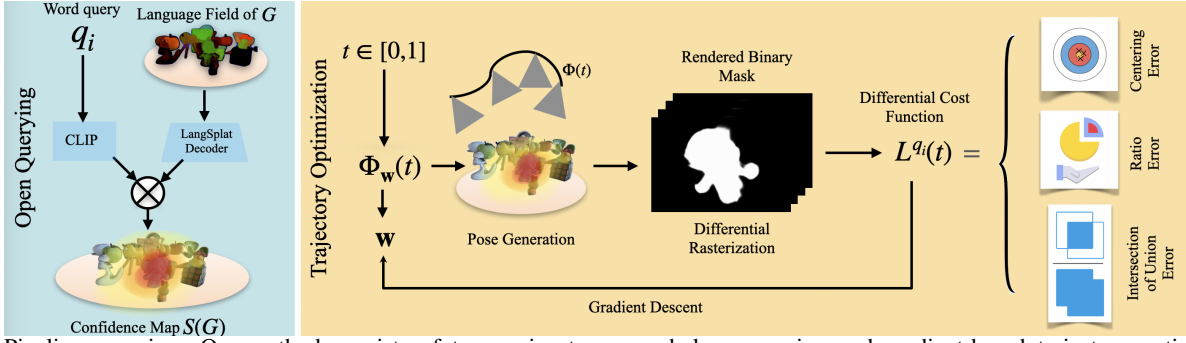 Word query
q_i
Language Field of G
CLIP
LangSplat
Decoder
Confidence Map S(G)
Open Querying
Trajectory Optimization
t ∈ [0,1]
Φ_w(t)
w
Φ(t)
Pose Generation
Rendered Binary
Mask
Differential
Rasterization
Differential Cost
Function
L^{q_i}(t) =
Gradient Descent
Centering
Error
Ratio
Error
Intersection
of Union
Error